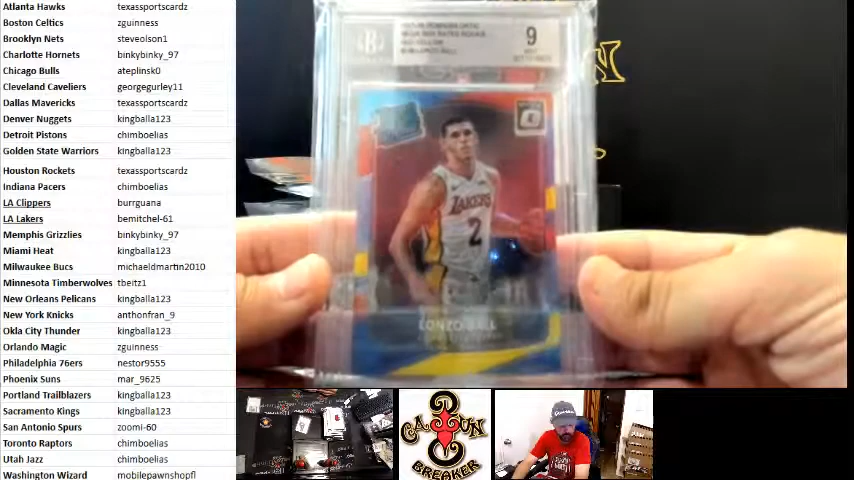 Atlanta Hawks texassportscardz
Boston Celtics zguinness
Brooklyn Nets steveolson1
Charlotte Hornets binkybinky_97
Chicago Bulls ateplinsk0
Cleveland Cavaliers georgegurley11
Dallas Mavericks texassportscardz
Denver Nuggets kingballa123
Detroit Pistons chimboelias
Golden State Warriors kingballa123
Houston Rockets texassportscardz
Indiana Pacers chimboelias
LA Clippers burrguana
LA Lakers bemitchel-61
Memphis Grizzlies binkybinky_97
Miami Heat kingballa123
Milwaukee Bucs michaeldmartin2010
Minnesota Timberwolves tbeitz1
New Orleans Pelicans kingballa123
New York Knicks anthonfran_9
Okla City Thunder kingballa123
Orlando Magic zguinness
Philadelphia 76ers nestor9555
Phoenix Suns mar_9625
Portland Trailblazers kingballa123
Sacramento Kings kingballa123
San Antonio Spurs zoomi-60
Toronto Raptors chimboelias
Utah Jazz chimboelias
Washington Wizard mobilepawnshopfl
9
LAKERS
2
LONZO BALL
CAJUN
BREAKER